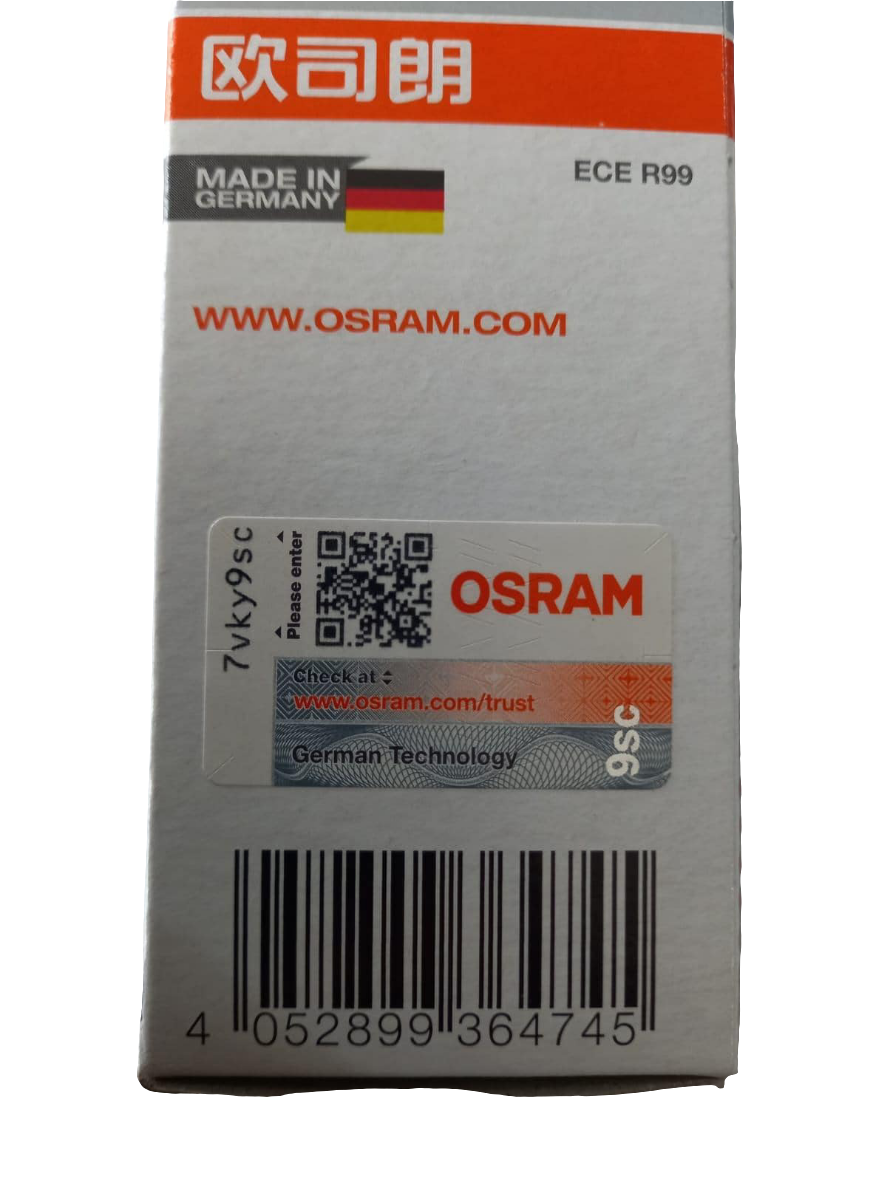 欧司朗
MADE IN
GERMANY
ECE R99
WWW.OSRAM.COM
7vky9sc
Please enter
OSRAM
Check at
www.osram.com/trust
German Technology
9sc
4 052899 364745